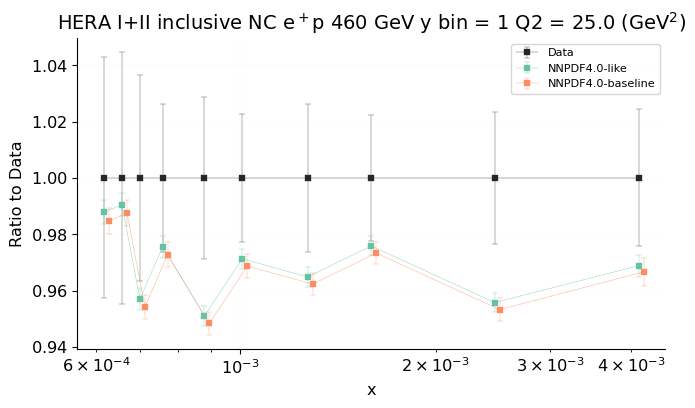 HERA I+II inclusive NC e⁺p 460 GeV y bin = 1 Q2 = 25.0 (GeV²)
Data
NNPDF4.0-like
NNPDF4.0-baseline
Ratio to Data
1.04
1.02
1.00
0.98
0.96
0.94
6 × 10⁻⁴ 10⁻³ 2 × 10⁻³ 3 × 10⁻³ 4 × 10⁻³
x